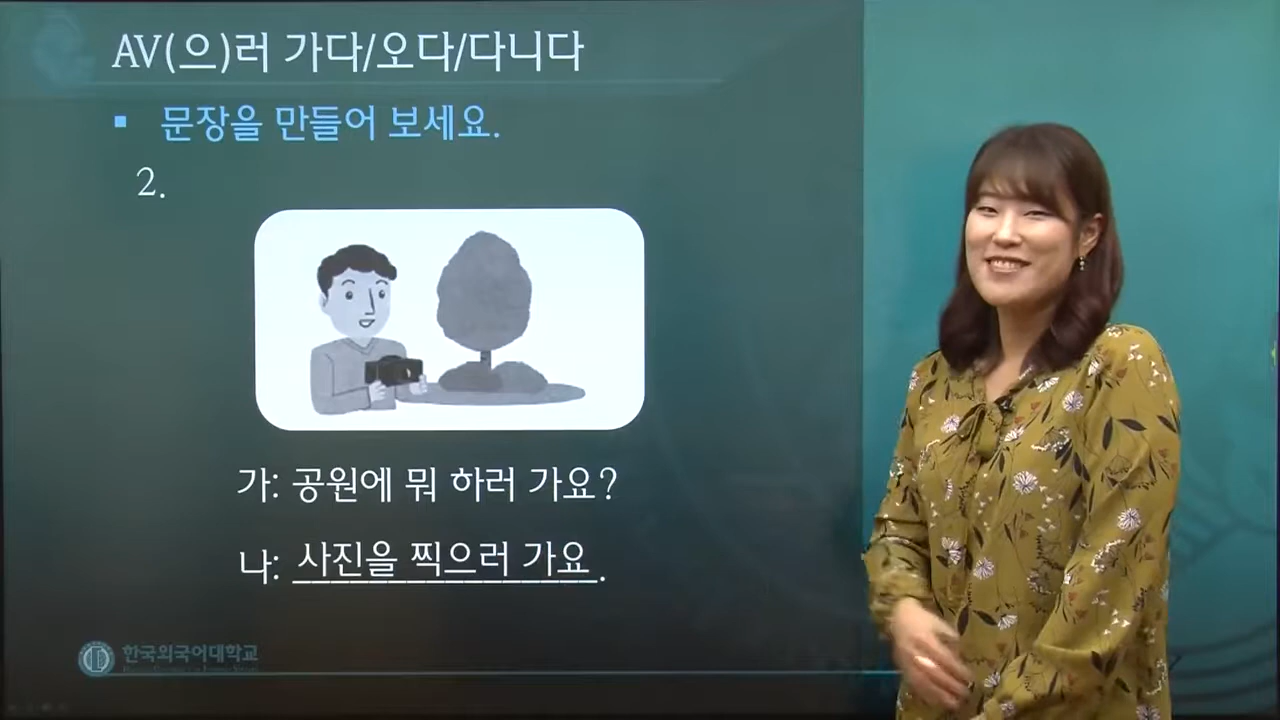 AV(으)러 가다/오다/다니다
▪ 문장을 만들어 보세요.
2.
가: 공원에 뭐 하러 가요?
나: 사진을 찍으러 가요.
한국외국어대학교